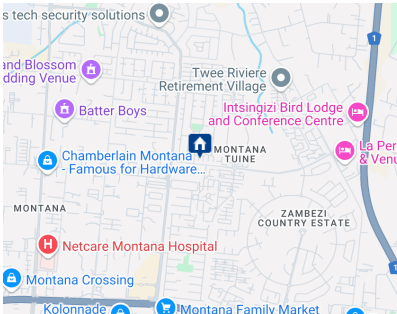 s tech security solutions
1
and Blossom
dding Venue
Twee Riviere
Retirement Village
Batter Boys
Intsingizi Bird Lodge
and Conference Centre
La Per
& Venu
MONTANA
TUINE
Chamberlain Montana
- Famous for Hardware...
MONTANA
ZAMBEZI
COUNTRY ESTATE
H
Netcare Montana Hospital
Montana Crossing
1
Kolonnade
Montana Family Market